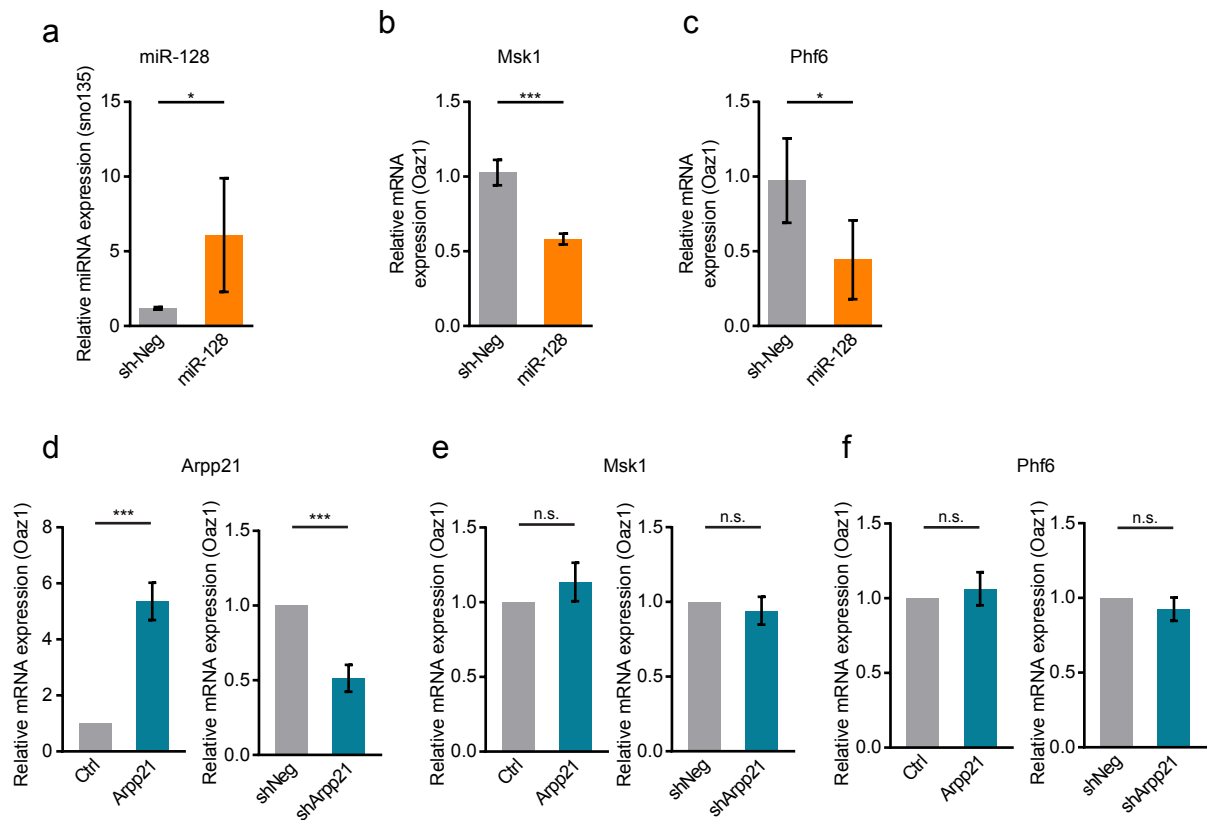 a
miR-128
Relative miRNA expression (sno135)
15
10
5
0
*
sh-Neg
miR-128
b
Msk1
Relative mRNA
expression (Oaz1)
1.5
1.0
0.5
0.0
***
sh-Neg
miR-128
c
Phf6
Relative mRNA
expression (Oaz1)
1.5
1.0
0.5
0.0
*
sh-Neg
miR-128
d
Arpp21
Relative mRNA expression (Oaz1)
8
6
4
2
0
***
Ctrl
Arpp21
Relative mRNA expression (Oaz1)
1.5
1.0
0.5
0.0
***
shNeg
shArpp21
e
Msk1
Relative mRNA expression (Oaz1)
1.5
1.0
0.5
0.0
n.s.
Ctrl
Arpp21
Relative mRNA expression (Oaz1)
1.5
1.0
0.5
0.0
n.s.
shNeg
shArpp21
f
Phf6
Relative mRNA expression (Oaz1)
1.5
1.0
0.5
0.0
n.s.
Ctrl
Arpp21
Relative mRNA expression (Oaz1)
1.5
1.0
0.5
0.0
n.s.
shNeg
shArpp21